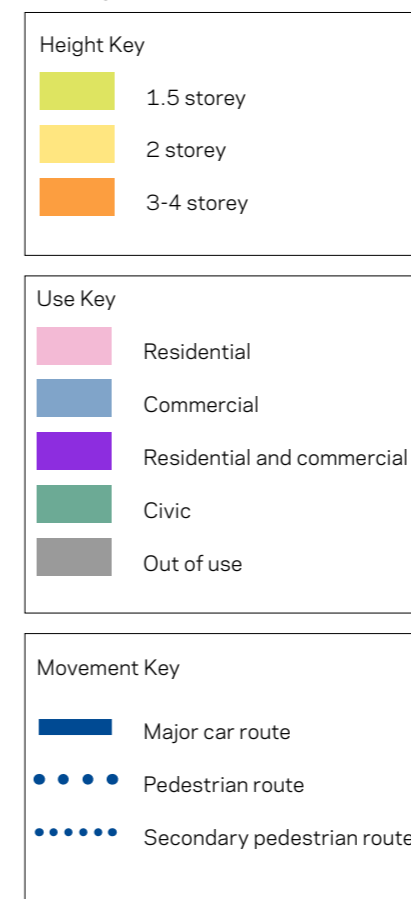 Height Key
1.5 storey
2 storey
3-4 storey
Use Key
Residential
Commercial
Residential and commercial
Civic
Out of use
Movement Key
Major car route
Pedestrian route
Secondary pedestrian route